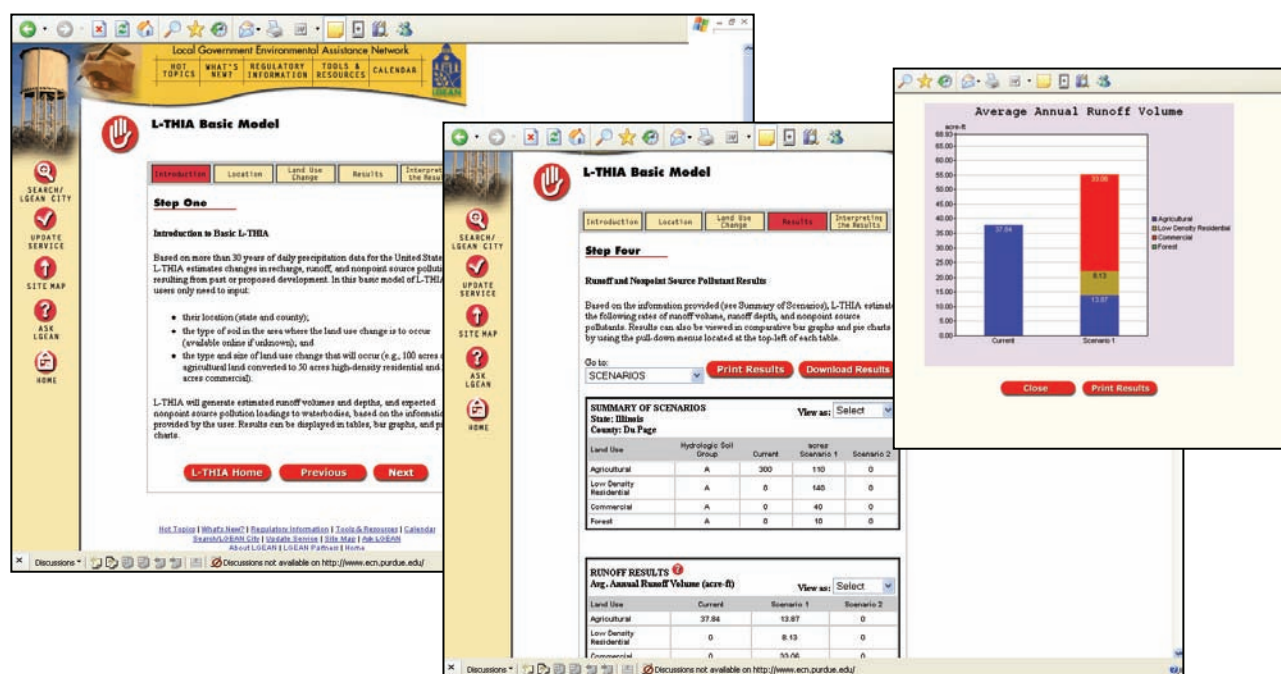 Local Government Environmental Assistance Network
HOT TOPICS
WHAT'S NEW?
REGULATORY INFORMATION
TOOLS & RESOURCES
CALENDAR
LGEAN
SEARCH/
LGEAN CITY
UPDATE
SERVICE
SITE MAP
ASK
LGEAN
HOME
L-THIA Basic Model
Introduction
Location
Land Use
Change
Results
Step One
Introduction to Basic L-THIA
Based on more than 30 years of daily precipitation data for the United
L-THIA estimates changes in recharge, runoff, and nonpoint source
resulting from past or proposed development. In this basic model of
users only need to input:
• their location (state and county);
• the type of soil in the area where the land use change is to occur
(available online if unknown); and
• the type and size of land use change that will occur (e.g., 100 acres
agricultural land converted to 50 acres high-density residential and
acres commercial).
L-THIA will generate estimated runoff volumes and depths, and expected
nonpoint source pollution loadings to waterbodies, based on the
provided by the user. Results can be displayed in tables, bar graphs, and
charts.
L-THIA Home
Previous
Next
Hot Topics | What's New? | Regulatory Information | Tools & Resources | Calendar
Search/LGEAN City | Update Service | Site Map | Ask LGEAN
About LGEAN | LGEAN Partners | Home
Discussions
Discussions not available on http://www.ecn.purdue.edu/
SEARCH/
LGEAN CITY
UPDATE
SERVICE
SITE MAP
ASK
LGEAN
HOME
L-THIA Basic Model
Introduction
Location
Land Use
Change
Results
Interpreting
the Results
Step Four
Runoff and Nonpoint Source Pollutant Results
Based on the information provided (see Summary of Scenarios), L-THIA
the following rates of runoff volume, runoff depth, and nonpoint source
pollutants. Results can also be viewed in comparative bar graphs and pie charts
by using the pull-down menus located at the top-left of each table.
Go to:
SCENARIOS
Print Results
Download Results
SUMMARY OF SCENARIOS
View as: Select
State: Illinois
County: Du Page
Land Use
Hydrologic Soil
Group
Current
acres
Scenario 1
Scenario 2
Agricultural A 300 110 0
Low Density
Residential A 0 140 0
Commercial A 0 40 0
Forest A 0 10 0
RUNOFF RESULTS ?
Avg. Annual Runoff Volume (acre-ft)
View as: Select
Land Use Current Scenario 1 Scenario 2
Agricultural 37.84 13.87 0
Low Density
Residential 0 8.13 0
Commercial 0 33.06 0
Discussions
Discussions not available on http://www.ecn.purdue.edu/
Average Annual Runoff Volume
acre-ft
68.93
65.00
60.00
55.00
50.00
45.00
40.00
35.00
30.00
25.00
20.00
15.00
10.00
5.00
0.00
37.84
33.06
8.13
13.87
Current
Scenario 1
Agricultural
Low Density Residential
Commercial
Forest
Close
Print Results